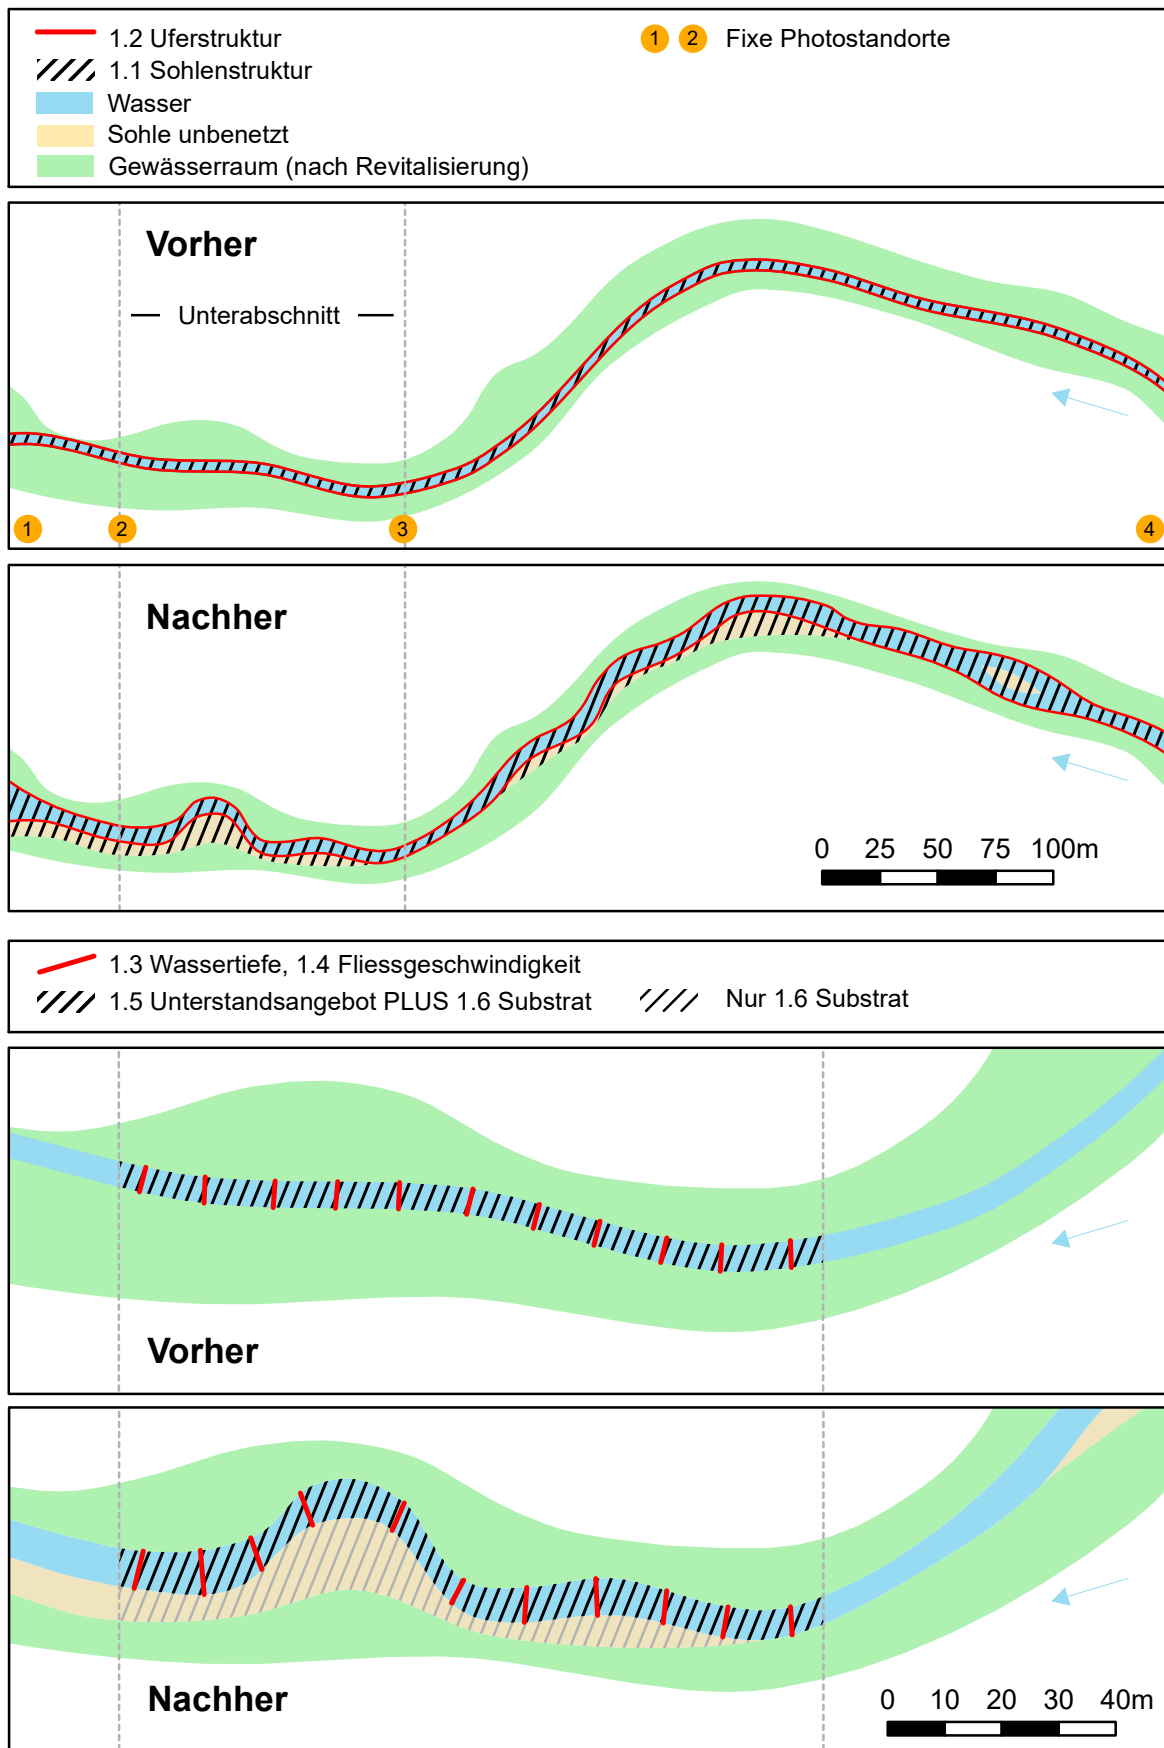 1.2 Uferstruktur
1 2 Fixe Photostandorte
1.1 Sohlenstruktur
Wasser
Sohle unbenetzt
Gewässerraum (nach Revitalisierung)
Vorher
Unterabschnitt
1 2 3 4
Nachher
0 25 50 75 100m
1.3 Wassertiefe, 1.4 Fliessgeschwindigkeit
1.5 Unterstandsangebot PLUS 1.6 Substrat
Nur 1.6 Substrat
Vorher
Nachher
0 10 20 30 40m